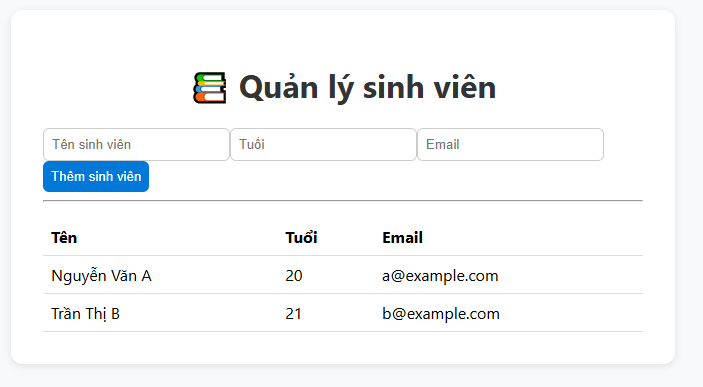 📚 Quản lý sinh viên
Tên sinh viên Tuổi Email
Thêm sinh viên
Tên Tuổi Email
Nguyễn Văn A 20 a@example.com
Trần Thị B 21 b@example.com